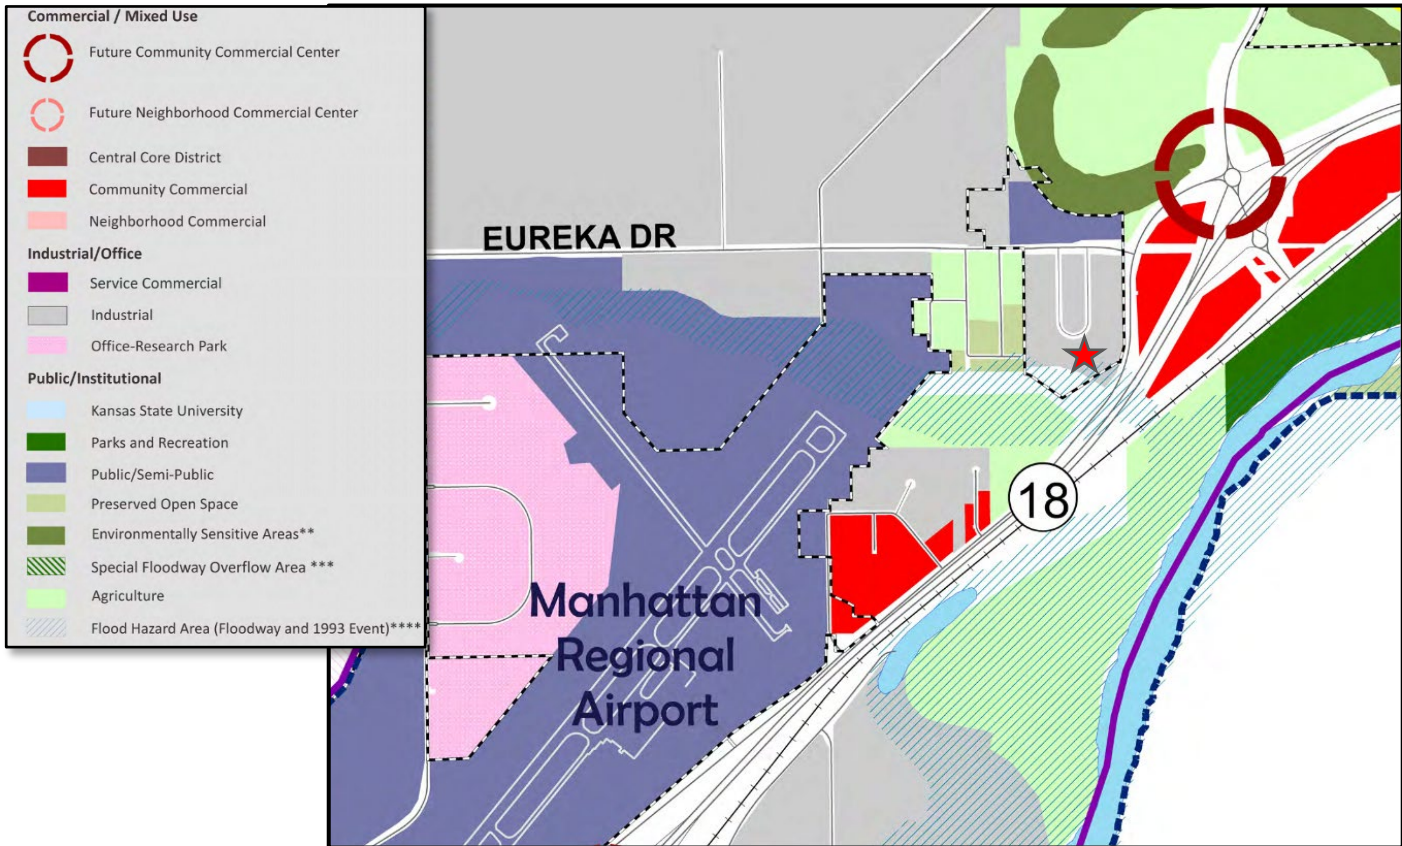 Commercial / Mixed Use
Future Community Commercial Center
Future Neighborhood Commercial Center
Central Core District
Community Commercial
Neighborhood Commercial
Industrial/Office
Service Commercial
Industrial
Office-Research Park
Public/Institutional
Kansas State University
Parks and Recreation
Public/Semi-Public
Preserved Open Space
Environmentally Sensitive Areas**
Special Floodway Overflow Area ***
Agriculture
Flood Hazard Area (Floodway and 1993 Event)****
EUREKA DR
18
Manhattan
Regional
Airport